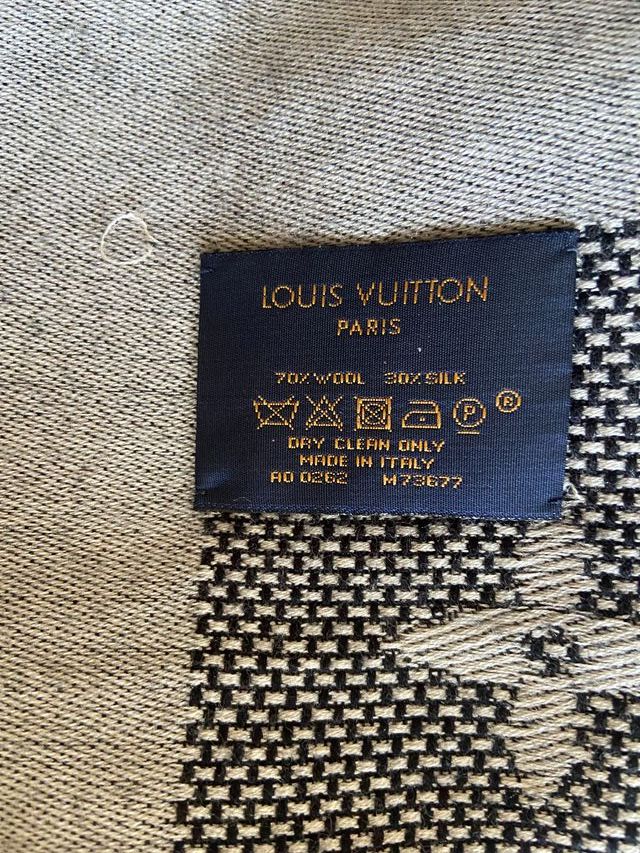 LOUIS VUITTON
PARIS
70% WOOL 30% SILK
P ®
DRY CLEAN ONLY
MADE IN ITALY
AO 0262 M73677